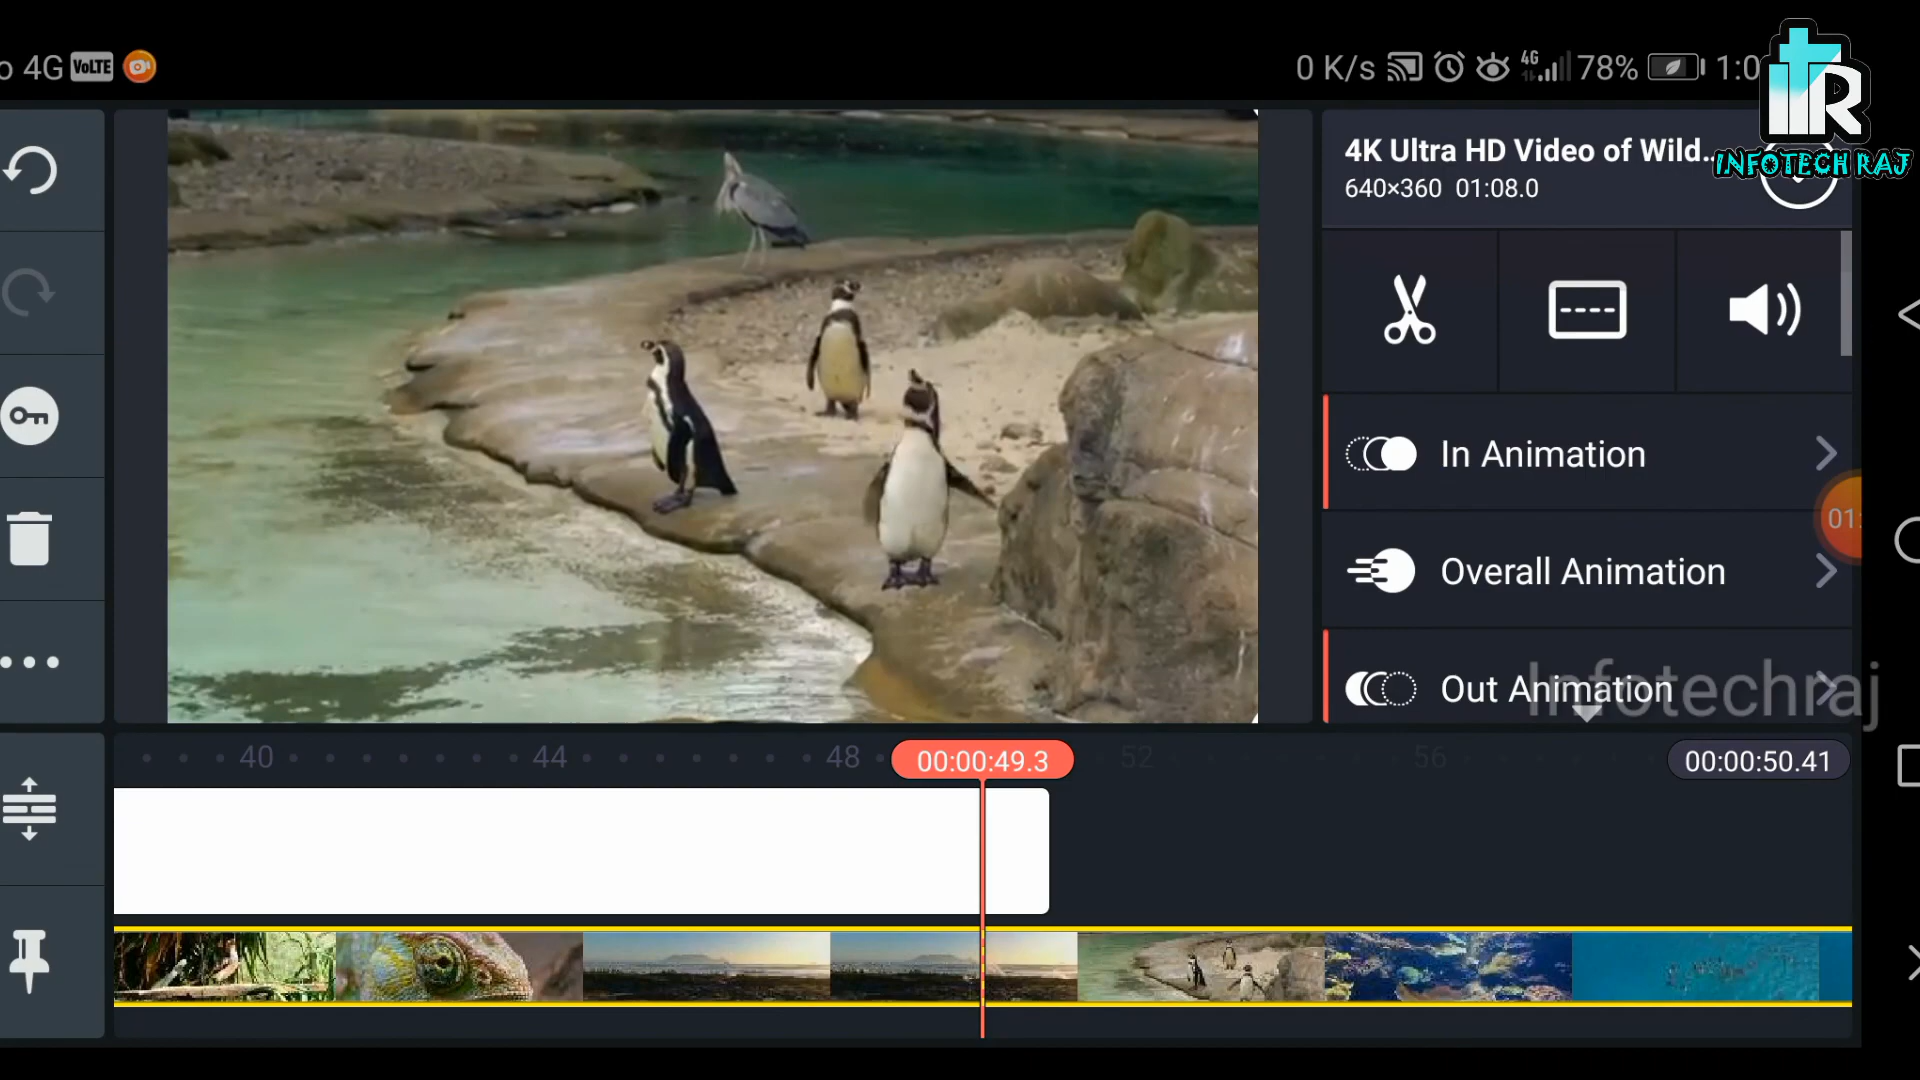 o 4G VoLTE
0 K/s 4G 78% 1:0
4K Ultra HD Video of Wild...
640×360 01:08.0
INFOTECH RAJ
In Animation
01:
Overall Animation
Out Animation
Infotechraj
40 44 48 00:00:49.3 52 56 00:00:50.41